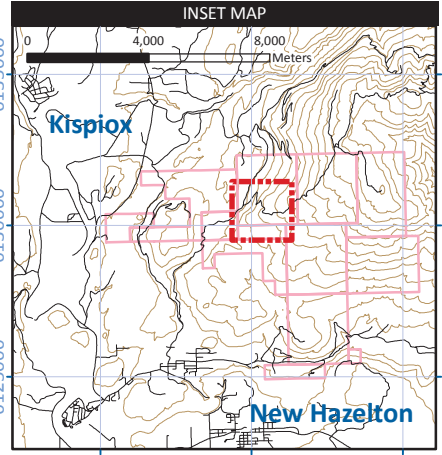 INSET MAP
0 4,000 8,000
Meters
Kispiox
New Hazelton